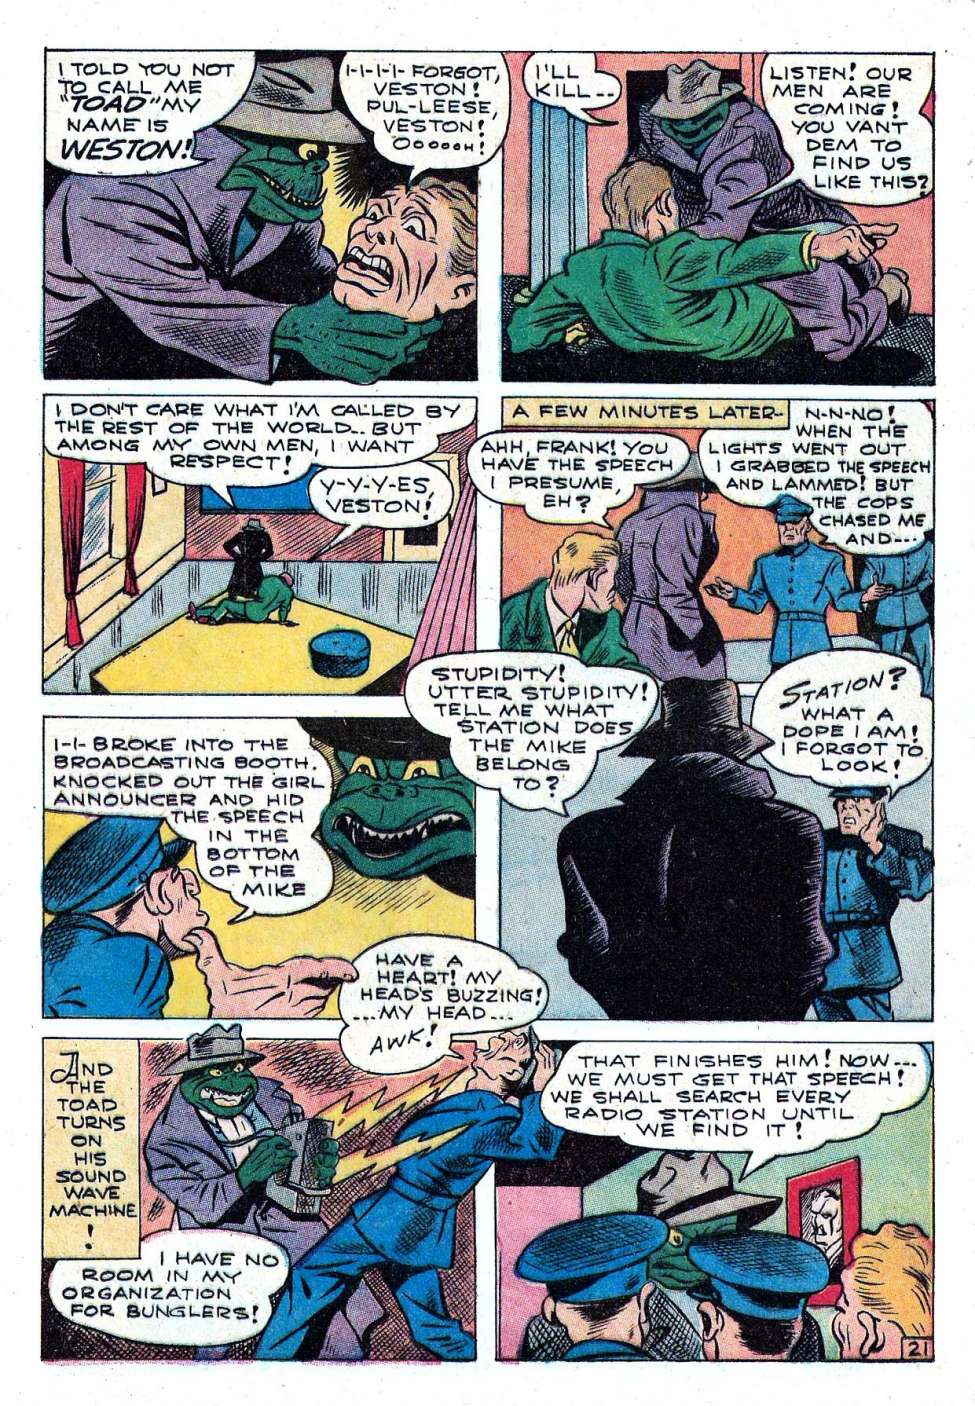 I TOLD YOU NOT
TO CALL ME
"TOAD" MY
NAME IS
WESTON!
I-I-I-I- FORGOT,
VESTON!
PUL-LEESE,
VESTON!
OOOOOH!
I'LL
KILL--
LISTEN! OUR
MEN ARE
COMING!
YOU VANT
DEM TO
FIND US
LIKE THIS?
I DON'T CARE WHAT I'M CALLED BY
THE REST OF THE WORLD.. BUT
AMONG MY OWN MEN, I WANT
RESPECT!
Y-Y-Y-ES,
VESTON!
A FEW MINUTES LATER-
AHH, FRANK! YOU
HAVE THE SPEECH
I PRESUME,
EH?
N-N-NO!
WHEN THE
LIGHTS WENT OUT
I GRABBED THE SPEECH
AND LAMMED! BUT
THE COPS
CHASED ME
AND---
I-I- BROKE INTO THE
BROADCASTING BOOTH.
KNOCKED OUT THE GIRL
ANNOUNCER AND HID
THE SPEECH
IN THE
BOTTOM
OF THE
MIKE
STUPIDITY!
UTTER STUPIDITY!
TELL ME WHAT
STATION DOES
THE MIKE
BELONG
TO?
STATION?
WHAT A
DOPE I AM!
I FORGOT TO
LOOK!
AND
THE
TOAD
TURNS
ON
HIS
SOUND
WAVE
MACHINE
!
HAVE A
HEART! MY
HEAD'S BUZZING!
...MY HEAD...
AWK!
I HAVE NO
ROOM IN MY
ORGANIZATION
FOR BUNGLERS!
THAT FINISHES HIM! NOW---
WE MUST GET THAT SPEECH!
WE SHALL SEARCH EVERY
RADIO STATION UNTIL
WE FIND IT!
21